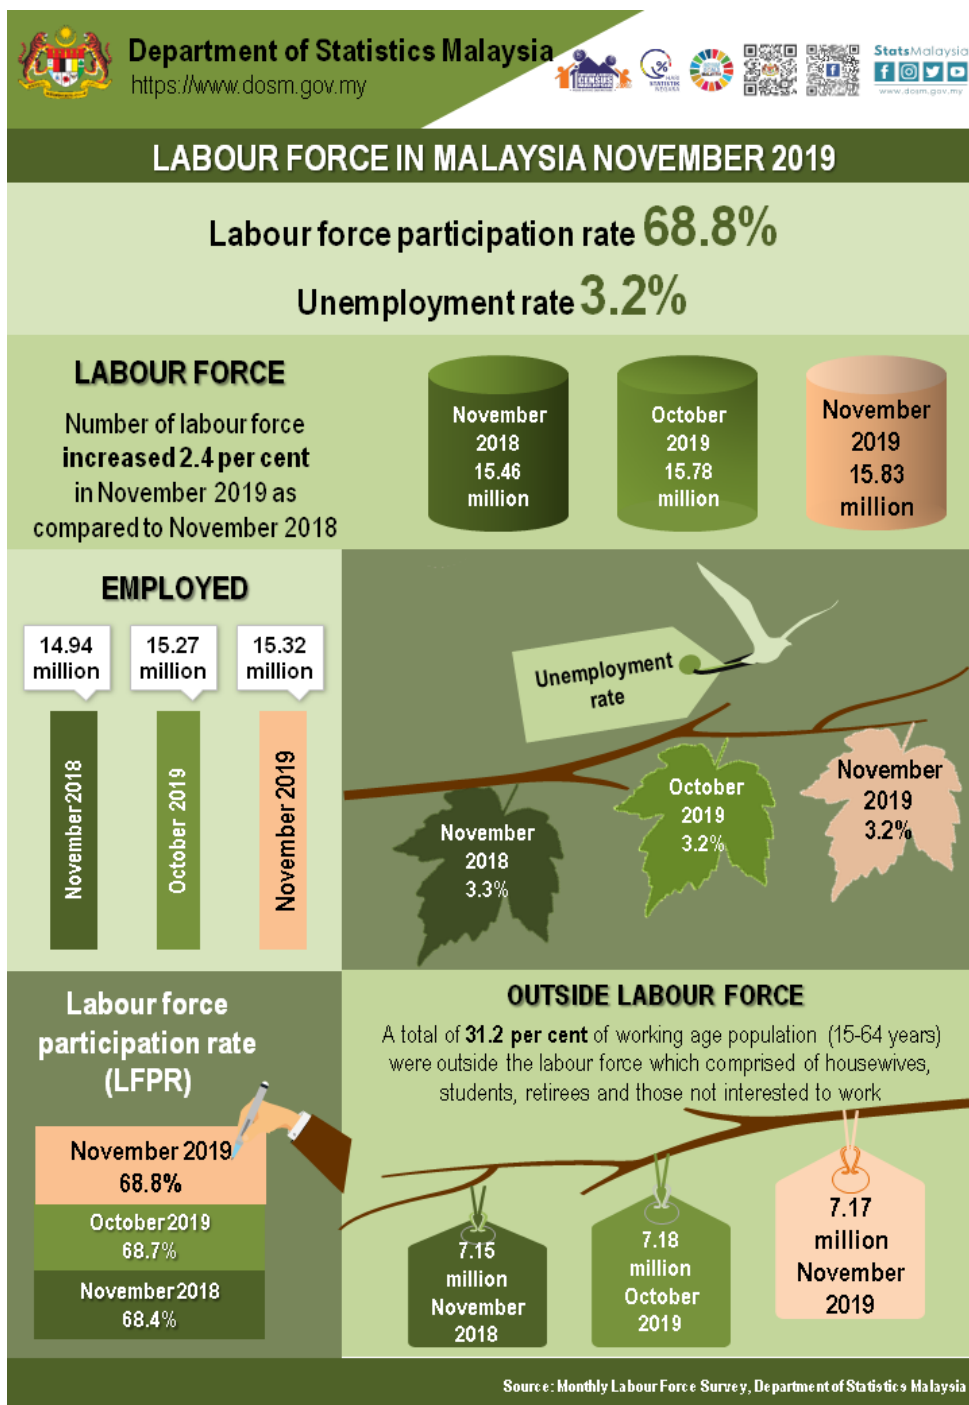 Department of Statistics Malaysia
https://www.dosm.gov.my
CENSUS
HARI
STATISTIK
NEGARA
StatsMalaysia
www.dosm.gov.my
LABOUR FORCE IN MALAYSIA NOVEMBER 2019
Labour force participation rate 68.8%
Unemployment rate 3.2%
LABOUR FORCE
Number of labour force
increased 2.4 per cent
in November 2019 as
compared to November 2018
November
2018
15.46
million
October
2019
15.78
million
November
2019
15.83
million
EMPLOYED
14.94
million
15.27
million
15.32
million
November 2018
October 2019
November 2019
Unemployment
rate
November
2018
3.3%
October
2019
3.2%
November
2019
3.2%
Labour force
participation rate
(LFPR)
November 2019
68.8%
October 2019
68.7%
November 2018
68.4%
OUTSIDE LABOUR FORCE
A total of 31.2 per cent of working age population (15-64 years)
were outside the labour force which comprised of housewives,
students, retirees and those not interested to work
7.15
million
November
2018
7.18
million
October
2019
7.17
million
November
2019
Source: Monthly Labour Force Survey, Department of Statistics Malaysia